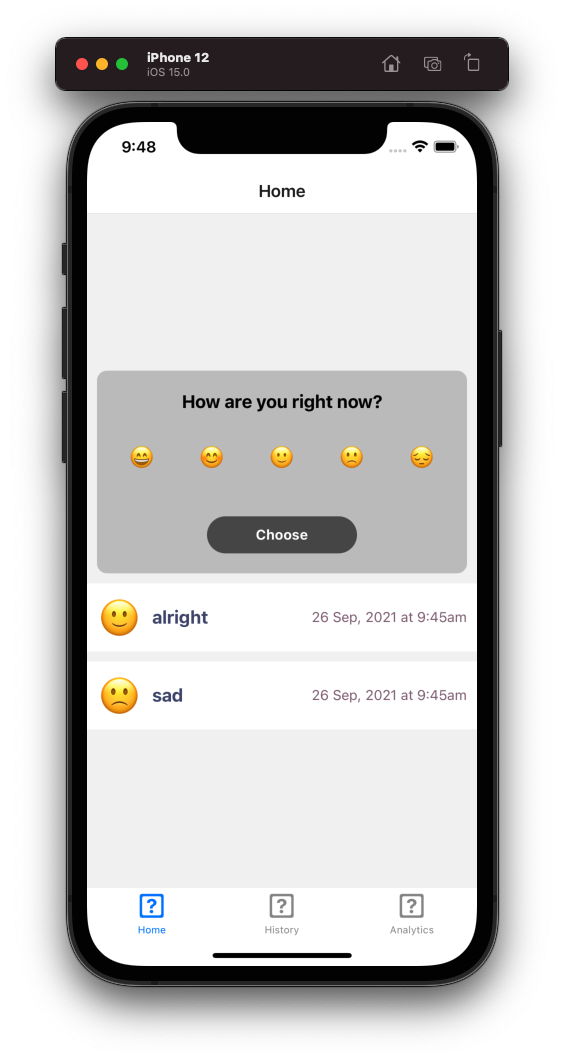 iPhone 12
iOS 15.0
9:48
Home
How are you right now?
Choose
alright 26 Sep, 2021 at 9:45am
sad 26 Sep, 2021 at 9:45am
? ? ?
Home History Analytics